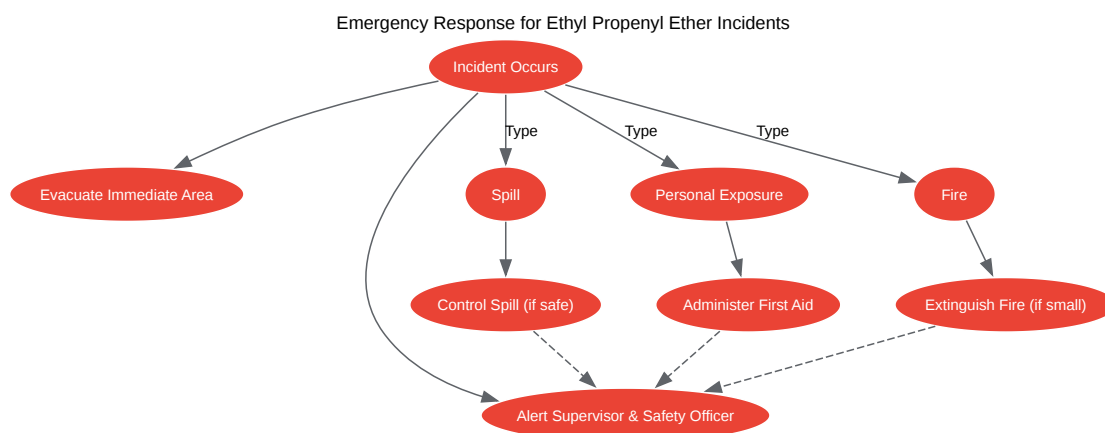 Emergency Response for Ethyl Propenyl Ether Incidents
Incident Occurs
Type
Type
Type
Evacuate Immediate Area
Spill
Personal Exposure
Fire
Control Spill (if safe)
Administer First Aid
Extinguish Fire (if small)
Alert Supervisor & Safety Officer